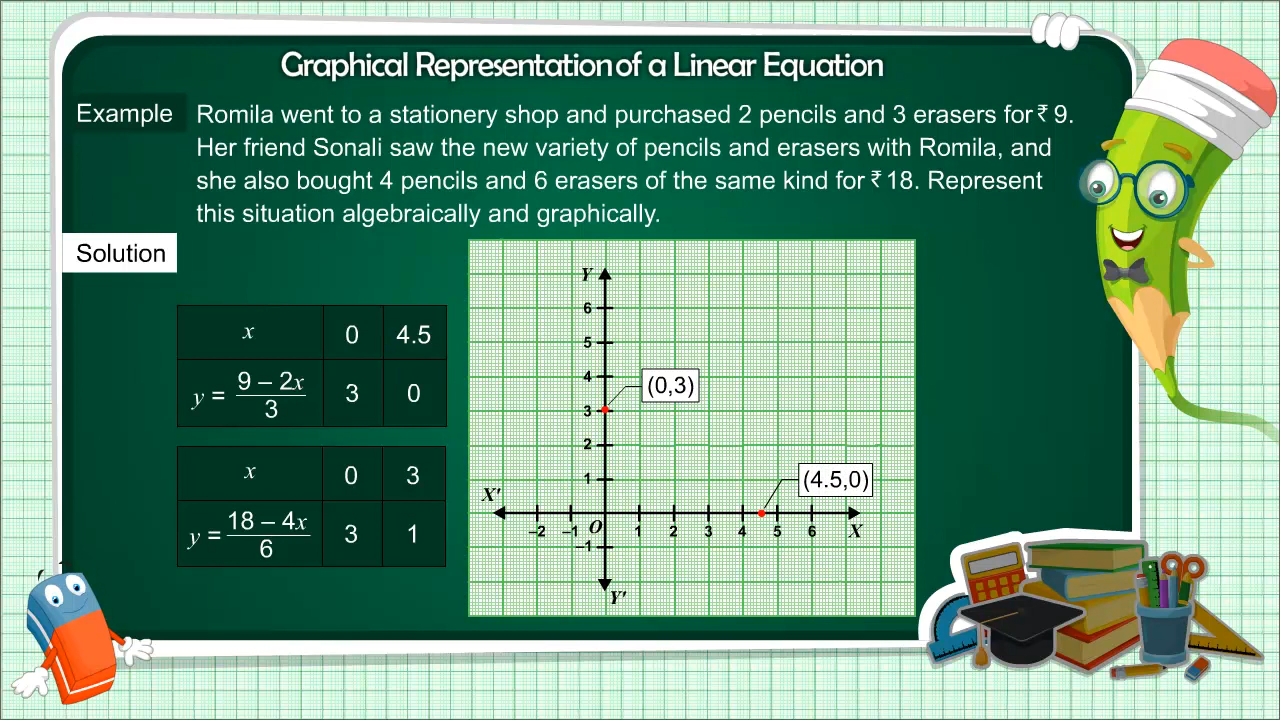 Graphical Representation of a Linear Equation
Example
Romila went to a stationery shop and purchased 2 pencils and 3 erasers for ₹ 9.
Her friend Sonali saw the new variety of pencils and erasers with Romila, and
she also bought 4 pencils and 6 erasers of the same kind for ₹ 18. Represent
this situation algebraically and graphically.
Solution
x 0 4.5
y = (9 – 2x)/3 3 0
x 0 3
y = (18 – 4x)/6 3 1
Y
6
5
4
(0,3)
3
2
1
(4.5,0)
X'
O
–2 –1 1 2 3 4 5 6 X
–1
Y'